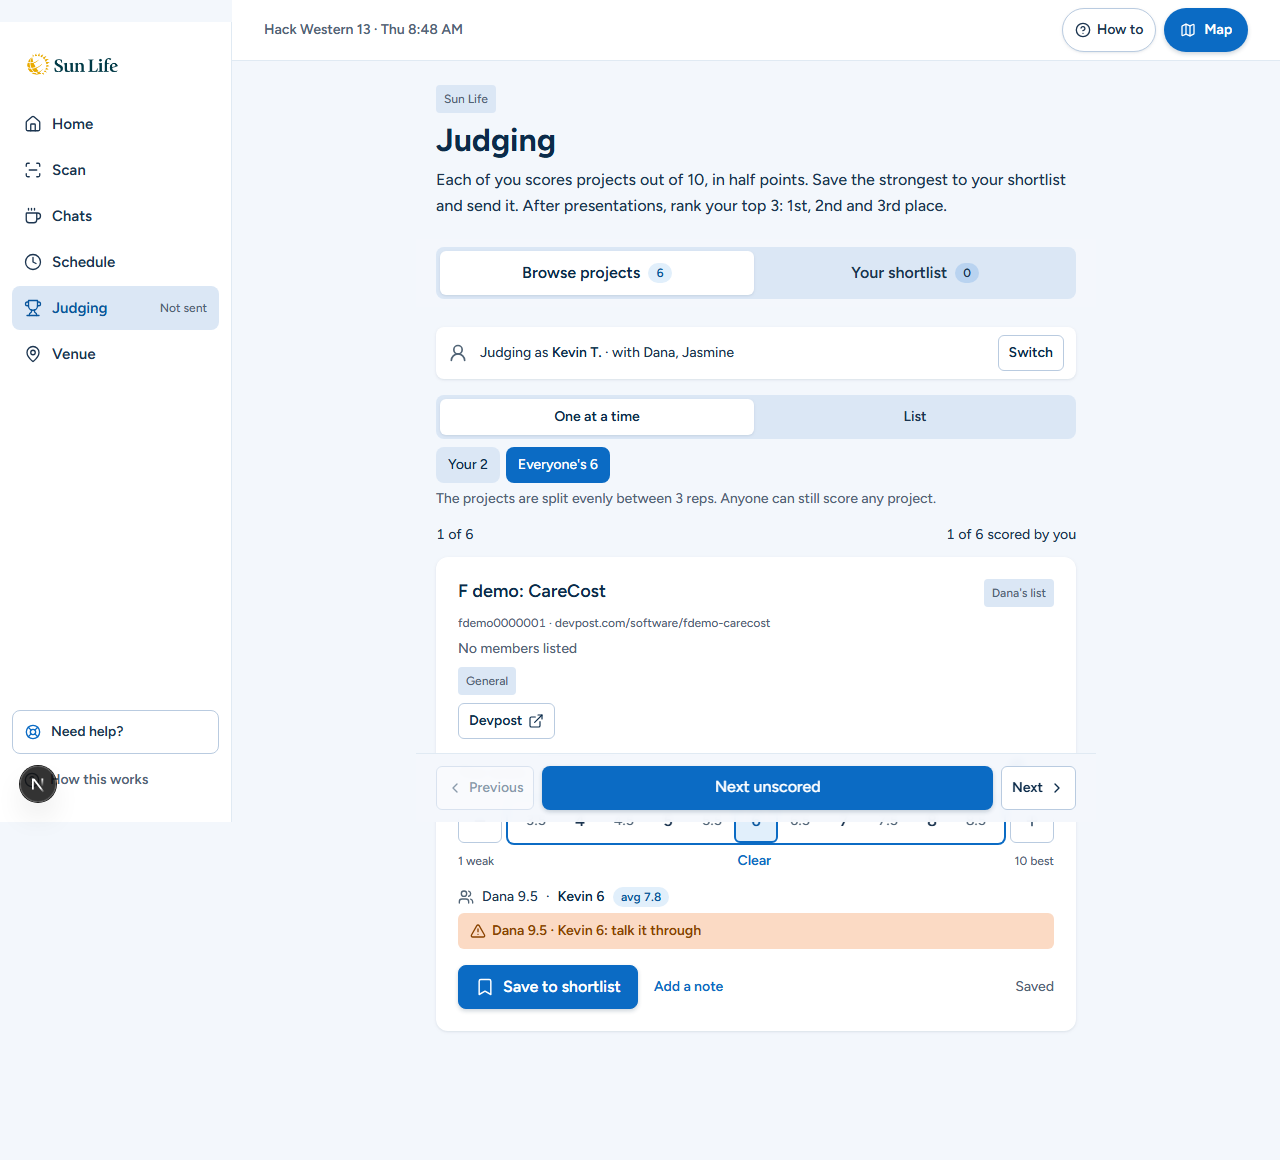 Hack Western 13 · Thu 8:48 AM
How to
Map
Sun Life
Home
Scan
Chats
Schedule
Judging
Not sent
Venue
Need help?
How this works
N
Sun Life
Judging
Each of you scores projects out of 10, in half points. Save the strongest to your shortlist
and send it. After presentations, rank your top 3: 1st, 2nd and 3rd place.
Browse projects 6
Your shortlist 0
Judging as Kevin T. · with Dana, Jasmine
Switch
One at a time
List
Your 2
Everyone's 6
The projects are split evenly between 3 reps. Anyone can still score any project.
1 of 6
1 of 6 scored by you
F demo: CareCost
Dana's list
fdemo0000001 · devpost.com/software/fdemo-carecost
No members listed
General
Devpost
Previous
Next unscored
Next
1 weak
Clear
10 best
Dana 9.5 · Kevin 6 avg 7.8
Dana 9.5 · Kevin 6: talk it through
Save to shortlist
Add a note
Saved